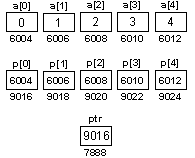 a[0] a[1] a[2] a[3] a[4]
0 1 2 3 4
6004 6006 6008 6010 6012
p[0] p[1] p[2] p[3] p[4]
6004 6006 6008 6010 6012
9016 9018 9020 9022 9024
ptr
9016
7888